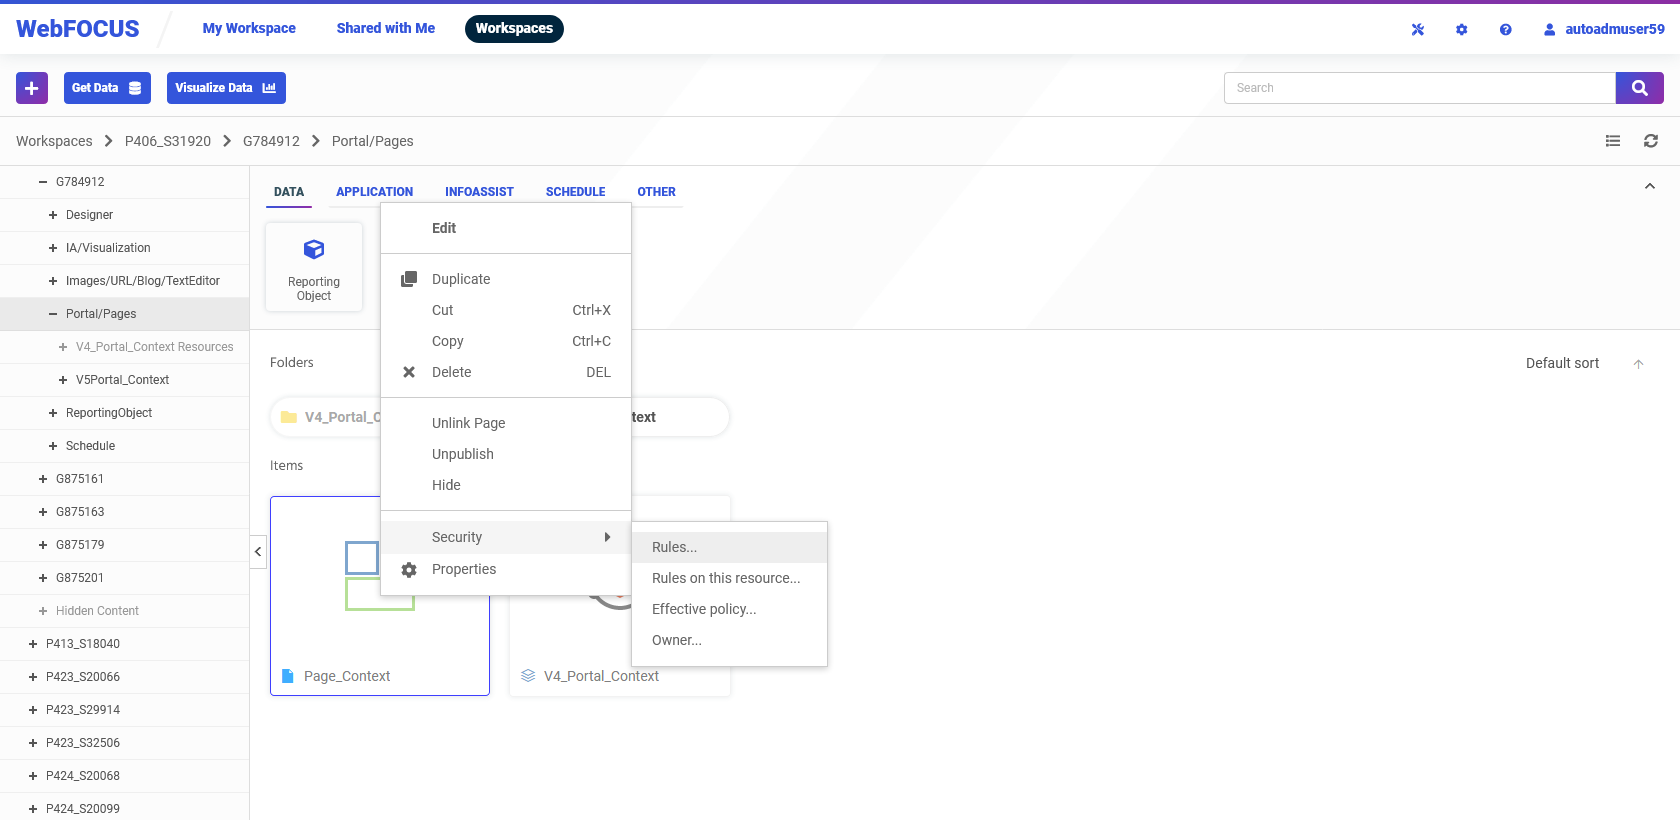 WebFOCUS
My Workspace
Shared with Me
Workspaces
autoadmuser59
Get Data
Visualize Data
Search
Workspaces > P406_S31920 > G784912 > Portal/Pages
G784912
Designer
IA/Visualization
Images/URL/Blog/TextEditor
Portal/Pages
V4_Portal_Context Resources
V5Portal_Context
ReportingObject
Schedule
G875161
G875163
G875179
G875201
Hidden Content
P413_S18040
P423_S20066
P423_S29914
P423_S32506
P424_S20068
P424_S20099
DATA
APPLICATION
INFOASSIST
SCHEDULE
OTHER
Reporting
Object
Folders
Default sort
V4_Portal_C
text
Items
Page_Context
V4_Portal_Context
Edit
Duplicate
Cut Ctrl+X
Copy Ctrl+C
Delete DEL
Unlink Page
Unpublish
Hide
Security
Properties
Rules...
Rules on this resource...
Effective policy...
Owner...